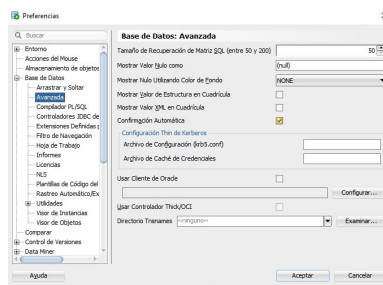 Preferencias
Buscar
Entorno
Acciones del Mouse
Almacenamiento de objetos
Base de Datos
Arrastrar y Soltar
Avanzada
Compilador PL/SQL
Controladores JDBC de
Extensiones Definidas p
Filtro de Navegación
Hoja de Trabajo
Informes
Licencias
NLS
Plantillas de Código del
Rastreo Automático/Ex
Utilidades
Visor de Instancias
Visor de Objetos
Comparar
Control de Versiones
Data Miner
Base de Datos: Avanzada
Tamaño de Recuperación de Matriz SQL (entre 50 y 200)
50
Mostrar Valor Nulo como
(null)
Mostrar Nulo Utilizando Color de Fondo
NONE
Mostrar Valor de Estructura en Cuadrícula
Mostrar Valor XML en Cuadrícula
Confirmación Automática
Configuración Thin de Kerberos
Archivo de Configuración (krb5.conf)
Archivo de Caché de Credenciales
Usar Cliente de Oracle
Configurar...
Usar Controlador Thick/OCI
Directorio Tnsnames
--ninguno--
Examinar...
Ayuda
Aceptar
Cancelar